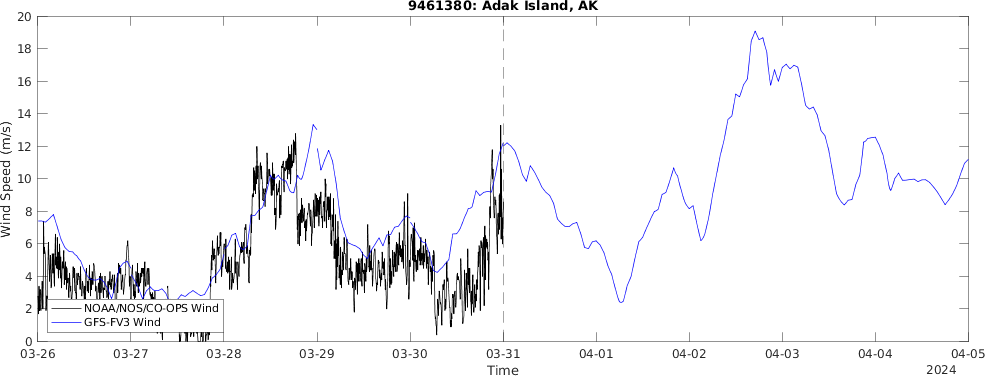 9461380: Adak Island, AK
20
18
16
14
12
10
8
6
4
2
0
Wind Speed (m/s)
NOAA/NOS/CO-OPS Wind
GFS-FV3 Wind
03-26 03-27 03-28 03-29 03-30 03-31 04-01 04-02 04-03 04-04 04-05
Time
2024